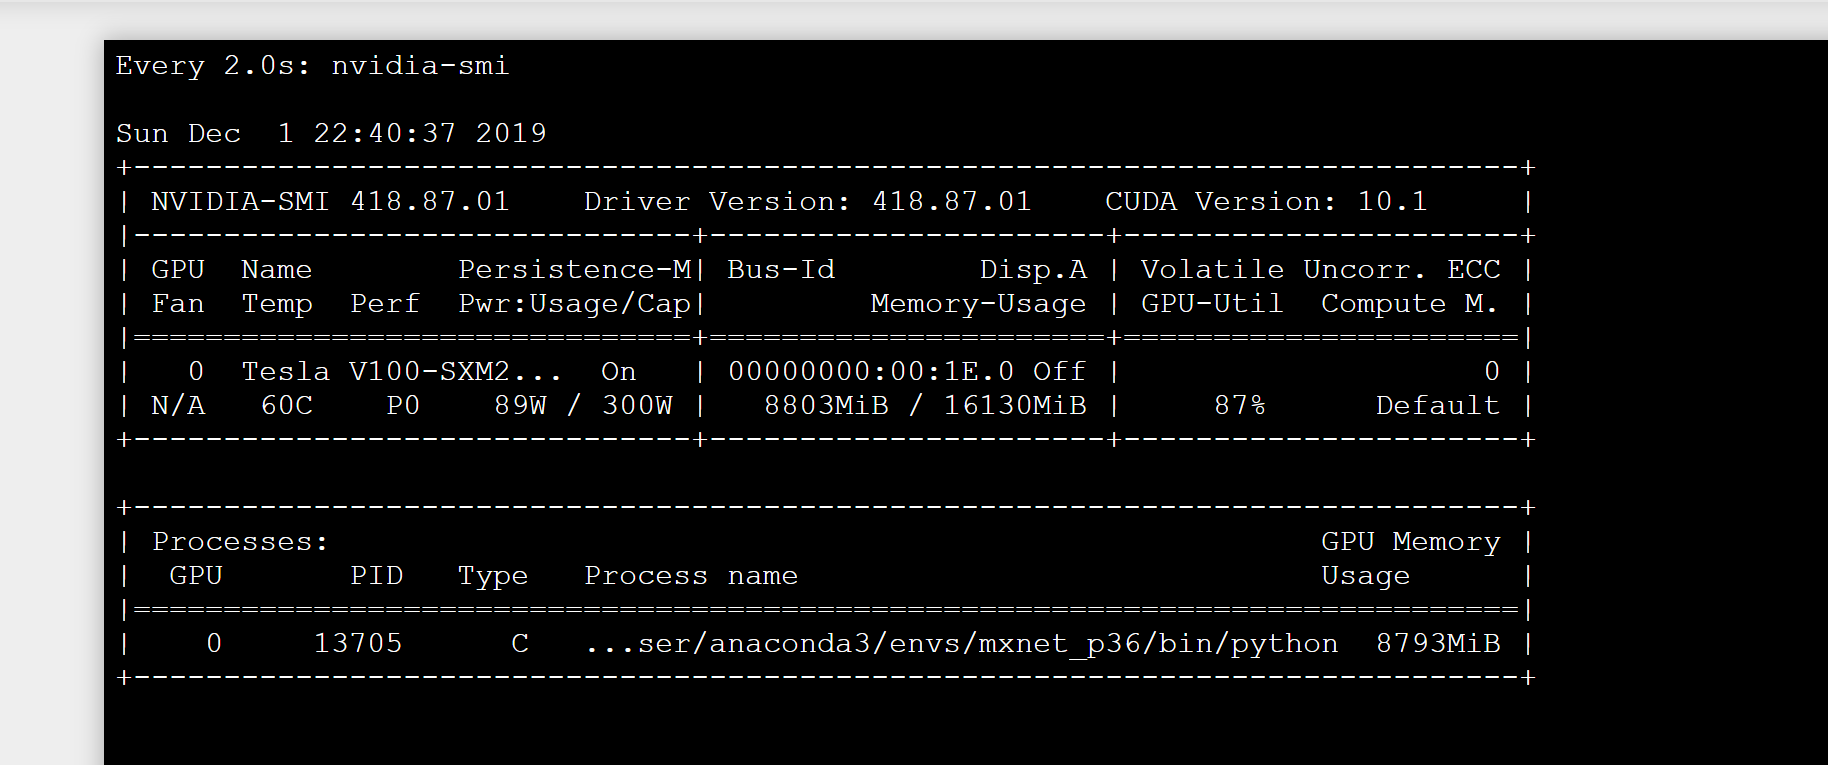 Every 2.0s: nvidia-smi
Sun Dec  1 22:40:37 2019
+-----------------------------------------------------------------------------+
| NVIDIA-SMI 418.87.01    Driver Version: 418.87.01    CUDA Version: 10.1     |
|-------------------------------+----------------------+----------------------+
| GPU  Name        Persistence-M| Bus-Id        Disp.A | Volatile Uncorr. ECC |
| Fan  Temp  Perf  Pwr:Usage/Cap|         Memory-Usage | GPU-Util  Compute M. |
|===============================+======================+======================|
|   0  Tesla V100-SXM2...  On   | 00000000:00:1E.0 Off |                    0 |
| N/A   60C    P0    89W / 300W |   8803MiB / 16130MiB |     87%      Default |
+-------------------------------+----------------------+----------------------+
+-----------------------------------------------------------------------------+
| Processes:                                                       GPU Memory |
|  GPU       PID   Type   Process name                             Usage      |
|=============================================================================|
|    0     13705      C   ...ser/anaconda3/envs/mxnet_p36/bin/python  8793MiB |
+-----------------------------------------------------------------------------+